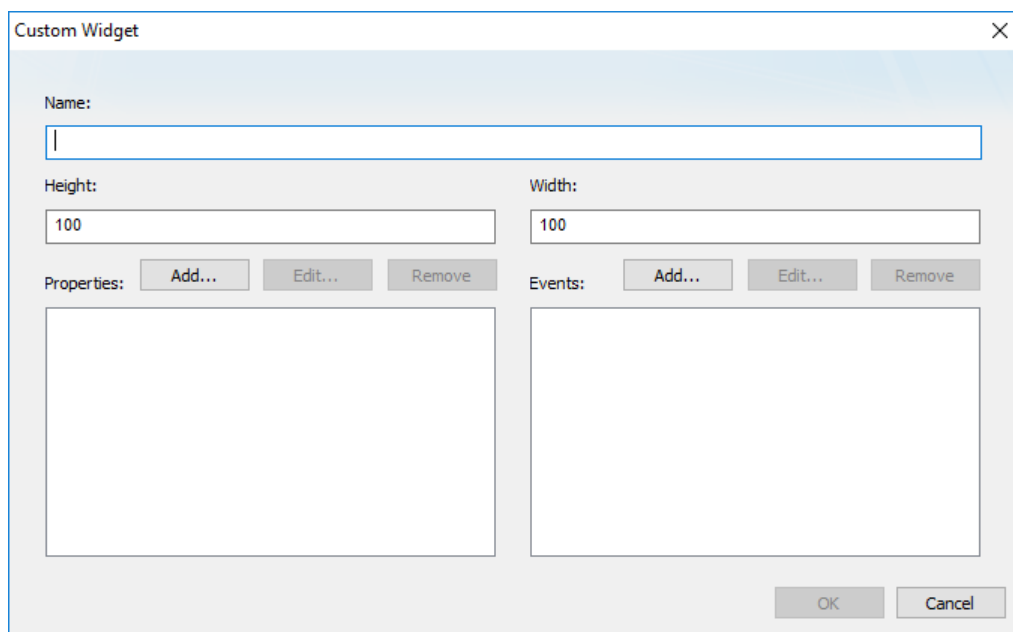 Custom Widget
Name:
Height: Width:
100 100
Properties: Add... Edit... Remove Events: Add... Edit... Remove
OK Cancel